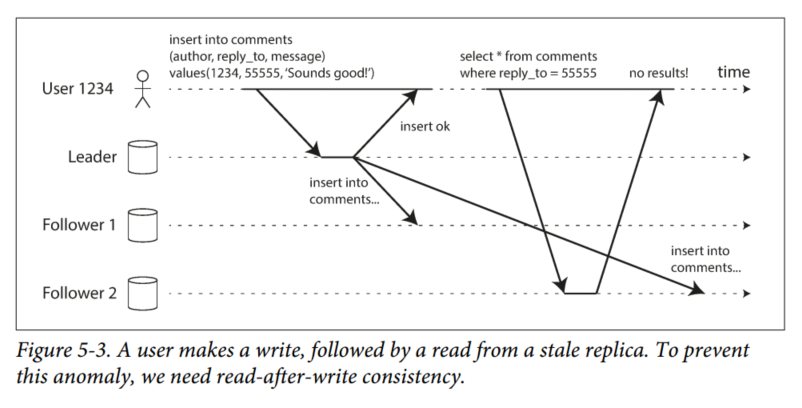 insert into comments
(author, reply_to, message)
values(1234, 55555, ‘Sounds good!’)
select * from comments
where reply_to = 55555
no results!
time
User 1234
insert ok
Leader
insert into
comments...
Follower 1
insert into
comments...
Follower 2
Figure 5-3. A user makes a write, followed by a read from a stale replica. To prevent
this anomaly, we need read-after-write consistency.